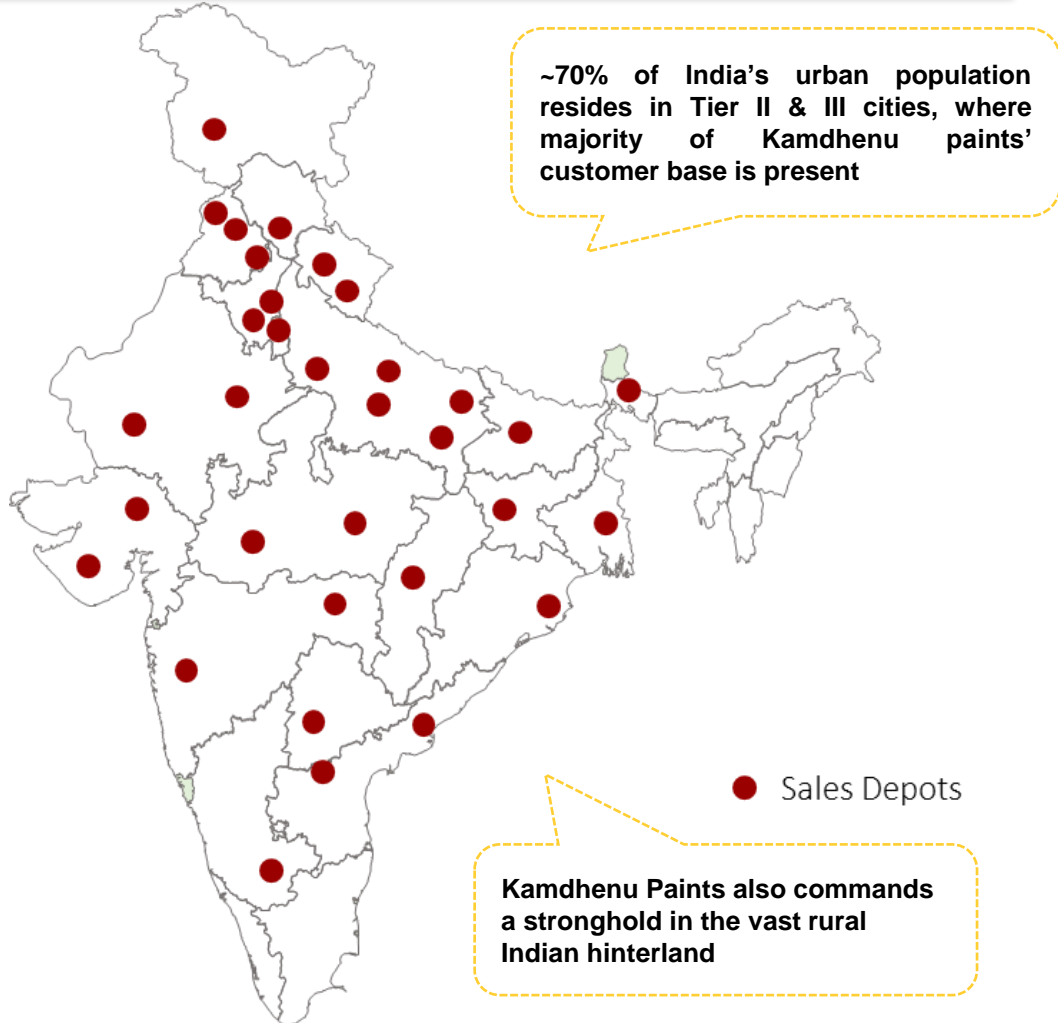 ~70% of India’s urban population
resides in Tier II & III cities, where
majority of Kamdhenu paints’
customer base is present
Sales Depots
Kamdhenu Paints also commands
a stronghold in the vast rural
Indian hinterland